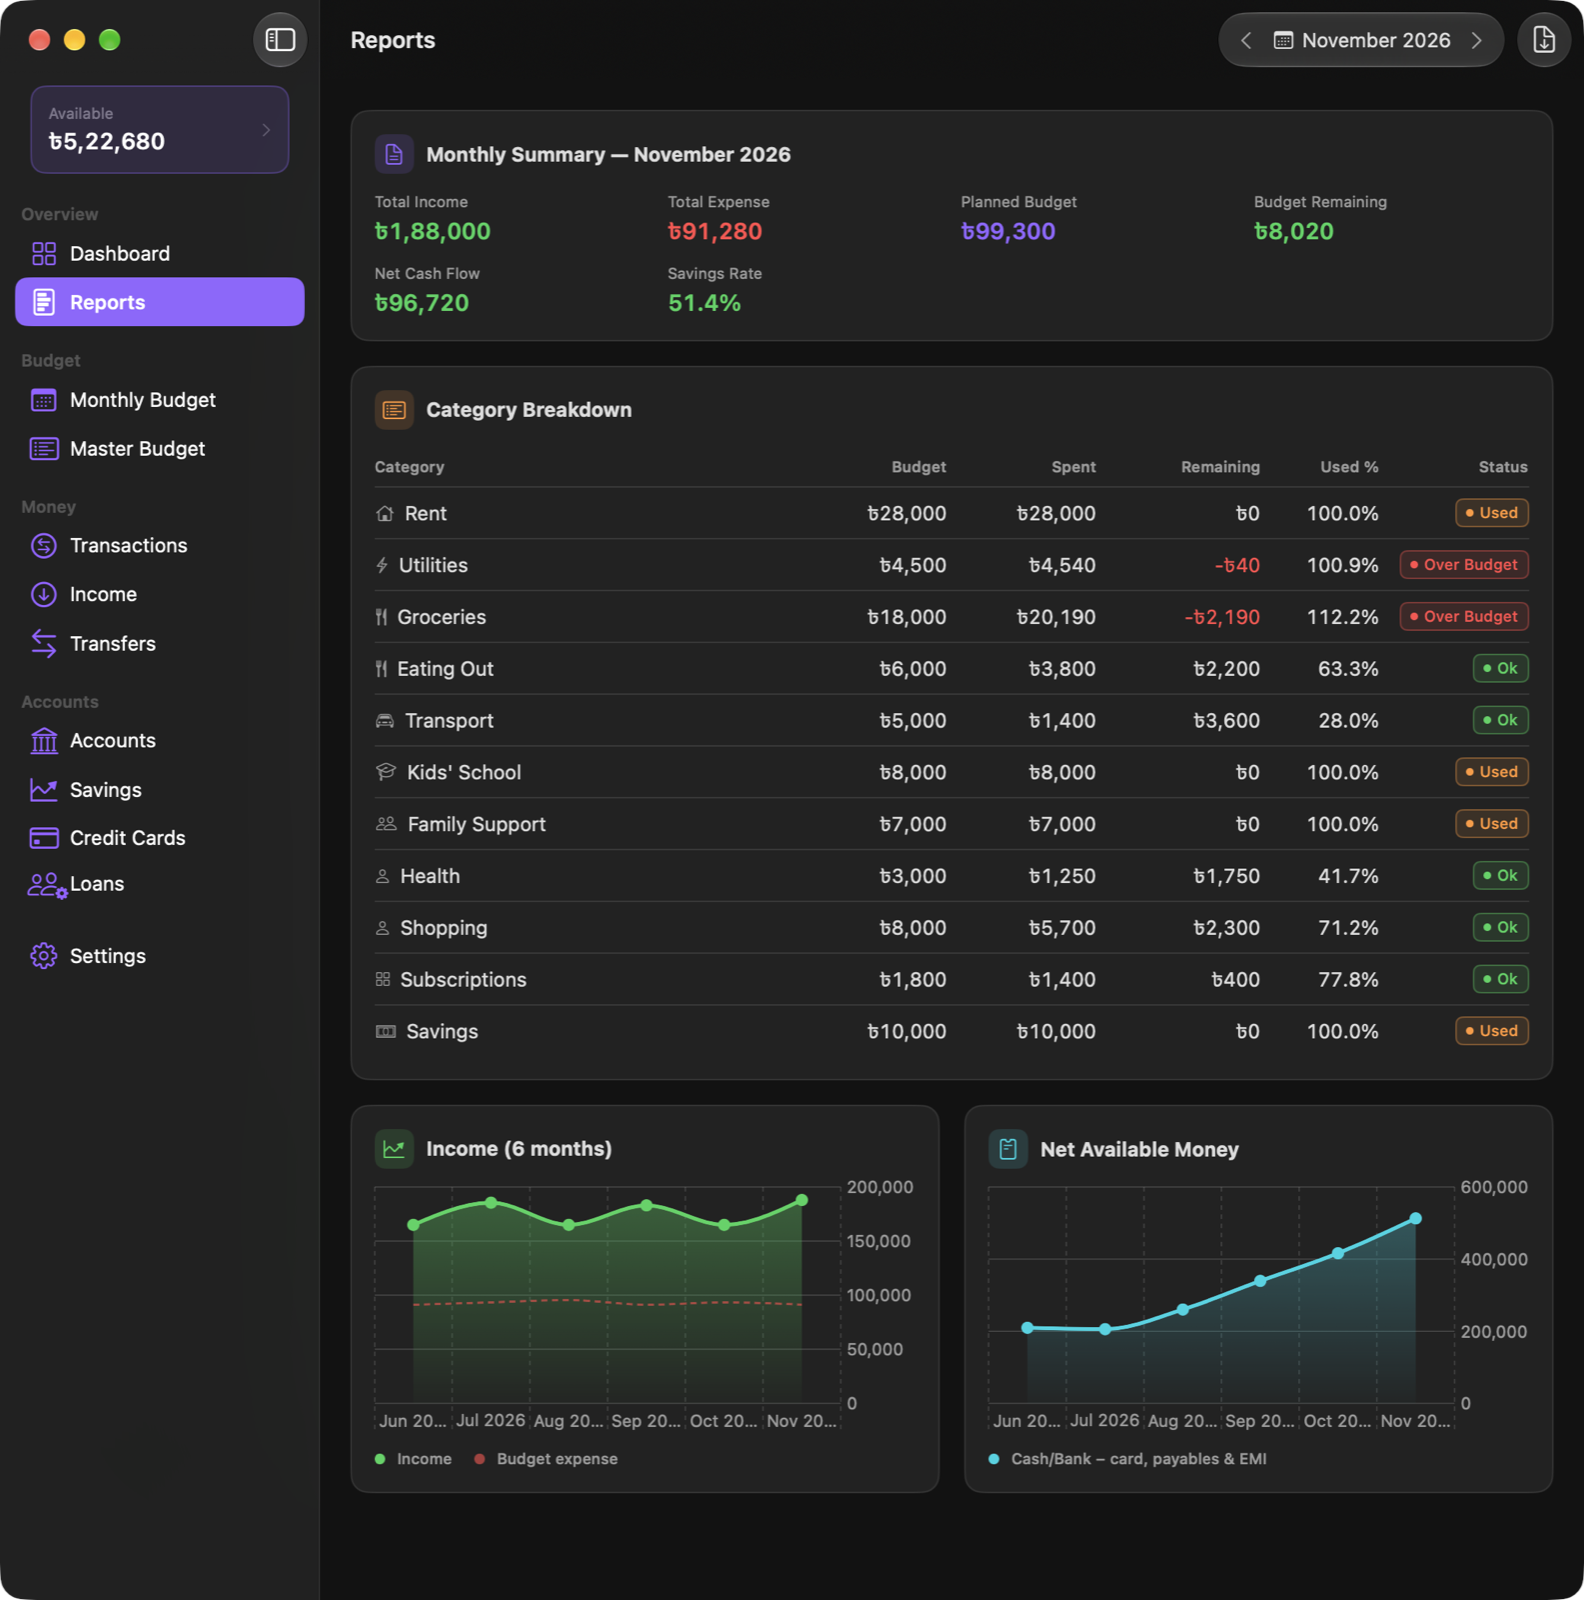 Reports
November 2026
Available
৳5,22,680
Overview
Dashboard
Reports
Budget
Monthly Budget
Master Budget
Money
Transactions
Income
Transfers
Accounts
Accounts
Savings
Credit Cards
Loans
Settings
Monthly Summary — November 2026
Total Income Total Expense Planned Budget Budget Remaining
৳1,88,000 ৳91,280 ৳99,300 ৳8,020
Net Cash Flow Savings Rate
৳96,720 51.4%
Category Breakdown
Category Budget Spent Remaining Used % Status
Rent ৳28,000 ৳28,000 ৳0 100.0% Used
Utilities ৳4,500 ৳4,540 -৳40 100.9% Over Budget
Groceries ৳18,000 ৳20,190 -৳2,190 112.2% Over Budget
Eating Out ৳6,000 ৳3,800 ৳2,200 63.3% Ok
Transport ৳5,000 ৳1,400 ৳3,600 28.0% Ok
Kids' School ৳8,000 ৳8,000 ৳0 100.0% Used
Family Support ৳7,000 ৳7,000 ৳0 100.0% Used
Health ৳3,000 ৳1,250 ৳1,750 41.7% Ok
Shopping ৳8,000 ৳5,700 ৳2,300 71.2% Ok
Subscriptions ৳1,800 ৳1,400 ৳400 77.8% Ok
Savings ৳10,000 ৳10,000 ৳0 100.0% Used
Income (6 months)
200,000
150,000
100,000
50,000
0
Jun 20... Jul 2026 Aug 20... Sep 20... Oct 20... Nov 20...
Income Budget expense
Net Available Money
600,000
400,000
200,000
0
Jun 20... Jul 2026 Aug 20... Sep 20... Oct 20... Nov 20...
Cash/Bank – card, payables & EMI